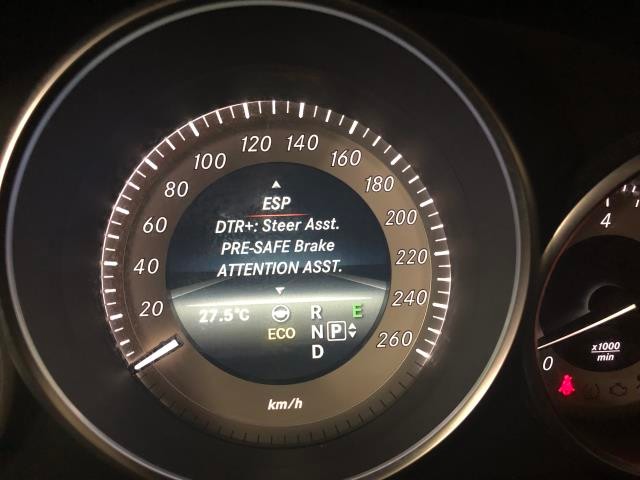 120 140
100 160
80 180
60 200
40 220
20 240
260
ESP
DTR+: Steer Asst.
PRE-SAFE Brake
ATTENTION ASST.
27.5°C R E
ECO N P
D
km/h
4
x1000
min
0